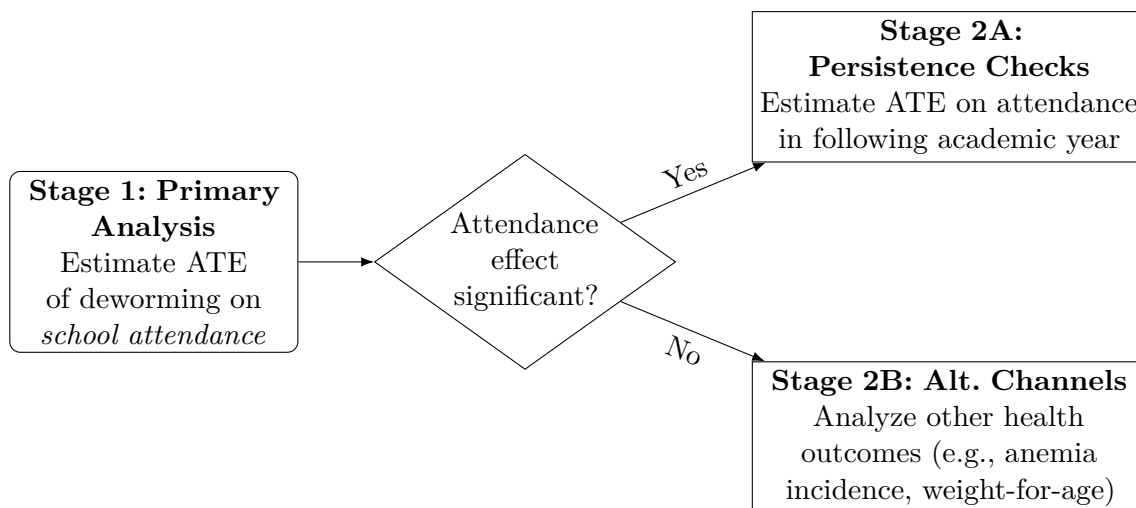 Stage 1: Primary
Analysis
Estimate ATE
of deworming on
school attendance
Attendance
effect
significant?
Yes
Stage 2A:
Persistence Checks
Estimate ATE on attendance
in following academic year
No
Stage 2B: Alt. Channels
Analyze other health
outcomes (e.g., anemia
incidence, weight-for-age)